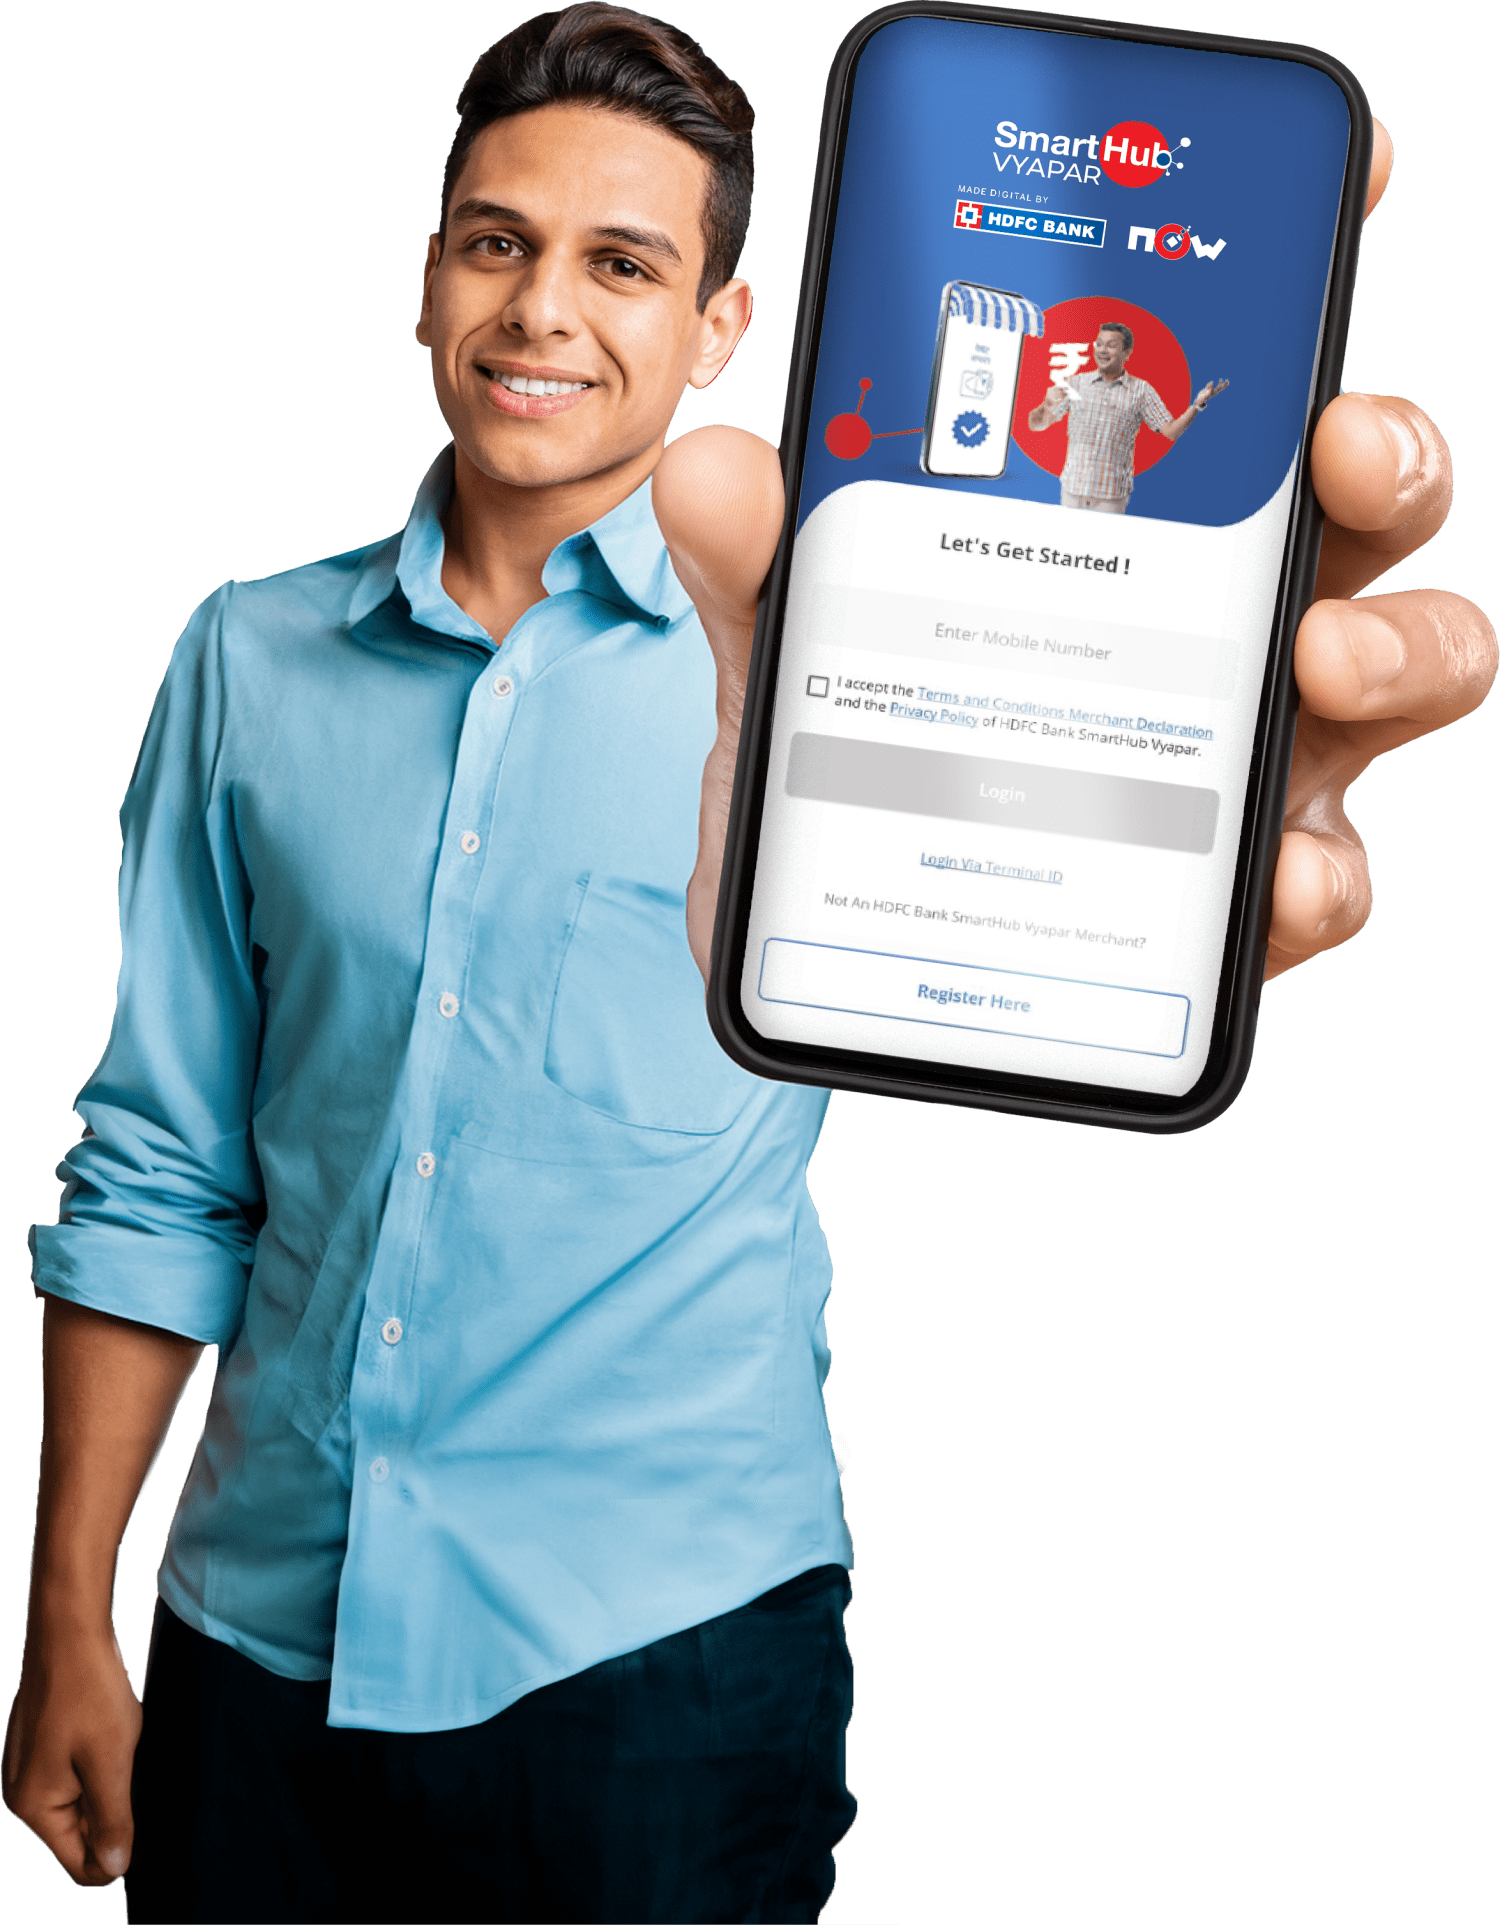 SmartHub
VYAPAR
MADE DIGITAL BY
HDFC BANK
now
₹
Let's Get Started !
Enter Mobile Number
I accept the Terms and Conditions Merchant Declaration
and the Privacy Policy of HDFC Bank SmartHub Vyapar.
Login
Login Via Terminal ID
Not An HDFC Bank SmartHub Vyapar Merchant?
Register Here